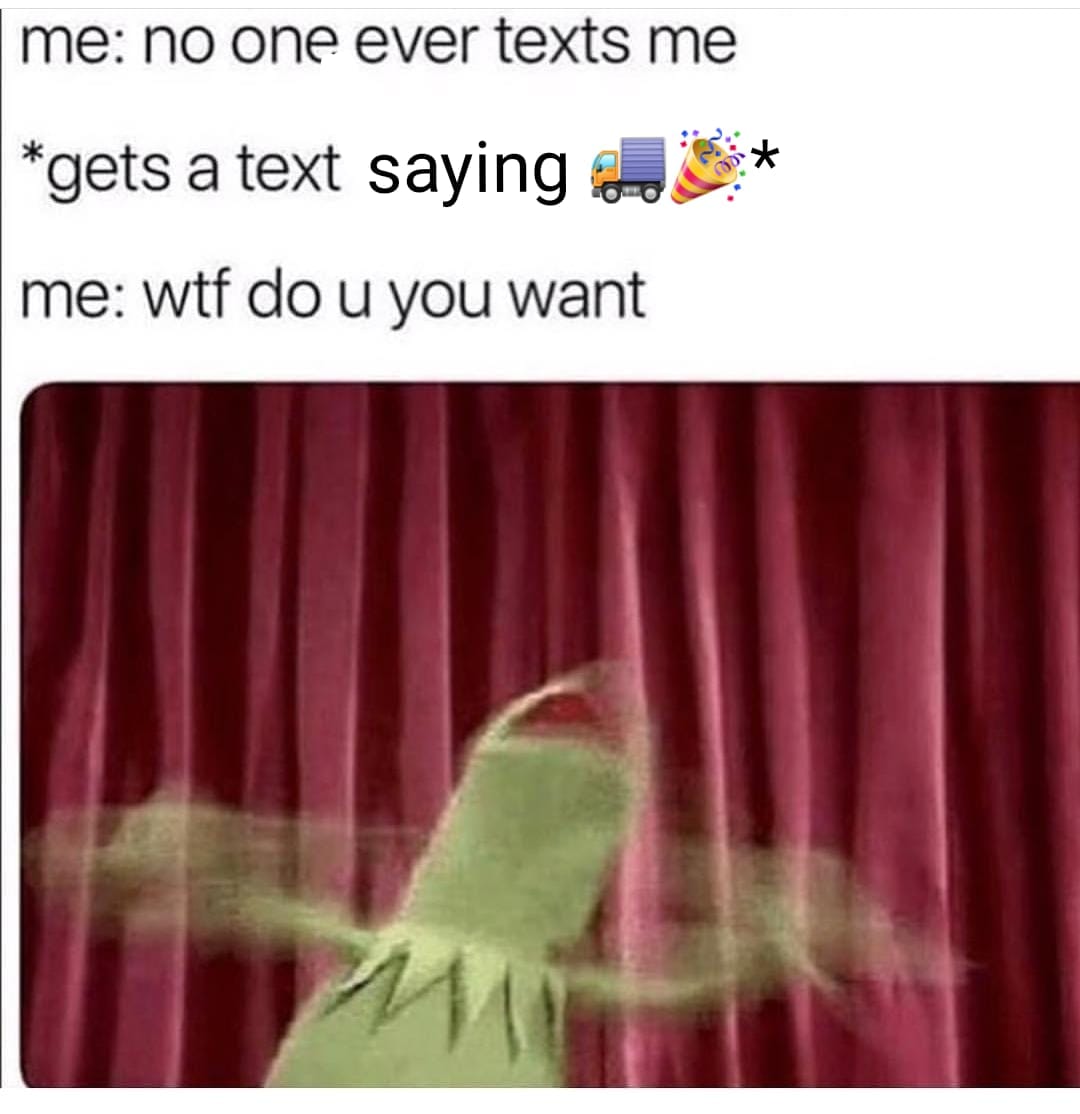 me: no one ever texts me
*gets a text saying 🚚🎉*
me: wtf do u you want